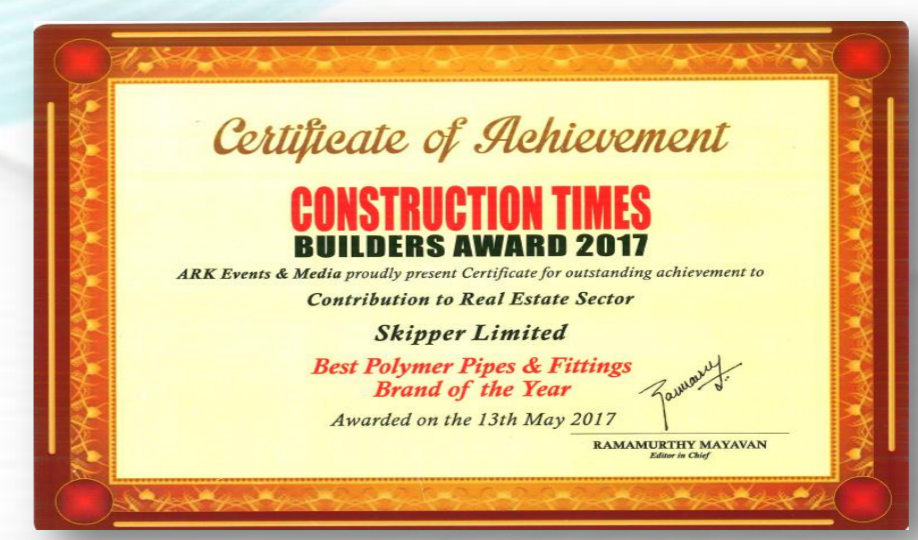 Certificate of Achievement
CONSTRUCTION TIMES
BUILDERS AWARD 2017
ARK Events & Media proudly present Certificate for outstanding achievement to
Contribution to Real Estate Sector
Skipper Limited
Best Polymer Pipes & Fittings
Brand of the Year
Awarded on the 13th May 2017
RAMAMURTHY MAYAVAN
Editor in Chief